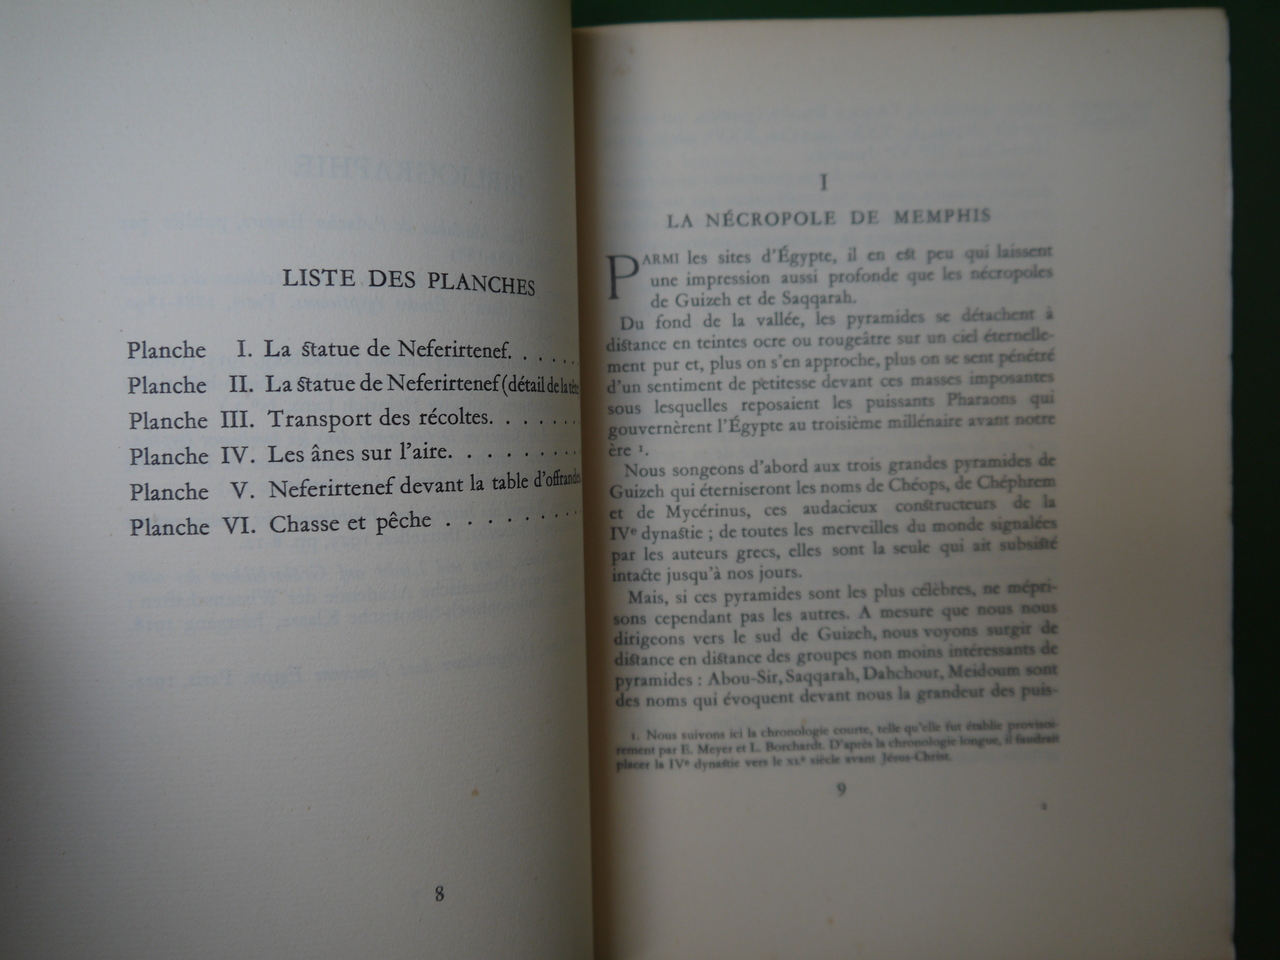 LISTE DES PLANCHES
Planche I. La statue de Neferirtenef. . . . .
Planche II. La statue de Neferirtenef (détail de la
Planche III. Transport des récoltes. . . . . . .
Planche IV. Les ânes sur l'aire. . . . . . . . .
Planche V. Neferirtenef devant la table d'offrandes
Planche VI. Chasse et pêche . . . . . . . . .
8
I
LA NÉCROPOLE DE MEMPHIS
PARMI les sites d'Égypte, il en est peu qui laissent
une impression aussi profonde que les nécropoles
de Guizeh et de Saqqarah.
Du fond de la vallée, les pyramides se détachent à
distance en teintes ocre ou rougeâtre sur un ciel éternelle-
ment pur et, plus on s'en approche, plus on se sent pénétré
d'un sentiment de petitesse devant ces masses imposantes
sous lesquelles reposaient les puissants Pharaons qui
gouvernèrent l'Égypte au troisième millénaire avant notre
ère 1.
Nous songeons d'abord aux trois grandes pyramides de
Guizeh qui éterniseront les noms de Chéops, de Chéphrem
et de Mycérinus, ces audacieux constructeurs de la
IVe dynastie ; de toutes les merveilles du monde signalées
par les auteurs grecs, elles sont la seule qui ait subsisté
intacte jusqu'à nos jours.
Mais, si ces pyramides sont les plus célèbres, ne mépri-
sons cependant pas les autres. A mesure que nous nous
dirigeons vers le sud de Guizeh, nous voyons surgir de
distance en distance des groupes non moins intéressants de
pyramides : Abou-Sir, Saqqarah, Dahchour, Meidoum sont
des noms qui évoquent devant nous la grandeur des puis-
1. Nous suivons ici la chronologie courte, telle qu'elle fut établie provisoi-
rement par E. Meyer et L. Borchardt. D'après la chronologie longue, il faudrait
placer la IVe dynastie vers le XLe siècle avant Jésus-Christ.
9